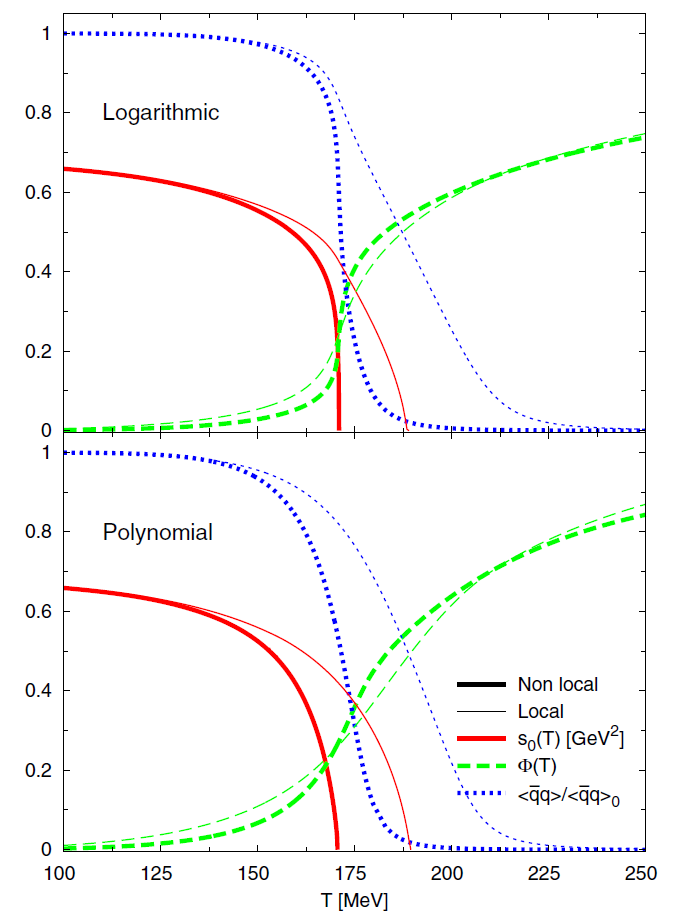 1
0.8
Logarithmic
0.6
0.4
0.2
0
1
0.8
Polynomial
0.6
0.4
Non local
Local
s₀(T) [GeV²]
0.2
Φ(T)
<q̅q>/<q̅q>₀
0
100 125 150 175 200 225 250
T [MeV]